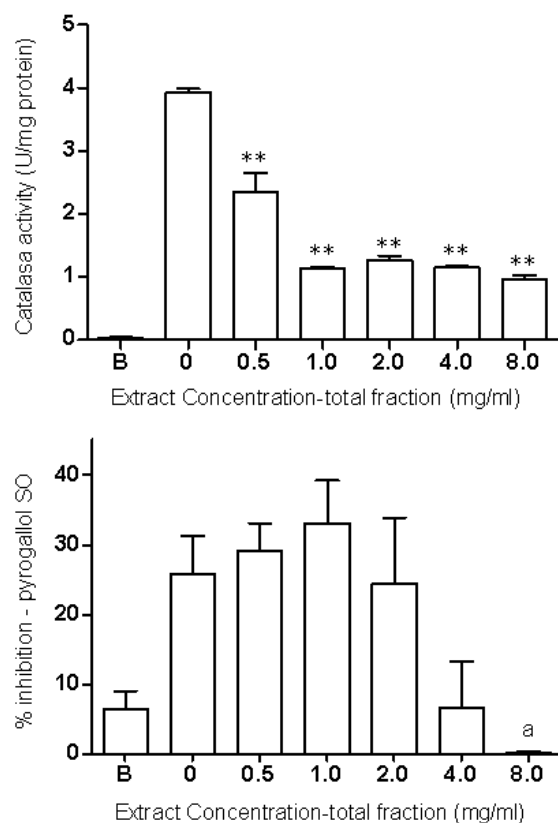 Catalasa activity (U/mg protein)
5
4
3
2
1
0
**
**
**
**
**
B 0 0.5 1.0 2.0 4.0 8.0
Extract Concentration-total fraction (mg/ml)
% inhibition - pyrogallol SO
40
30
20
10
0
a
B 0 0.5 1.0 2.0 4.0 8.0
Extract Concentration-total fraction (mg/ml)